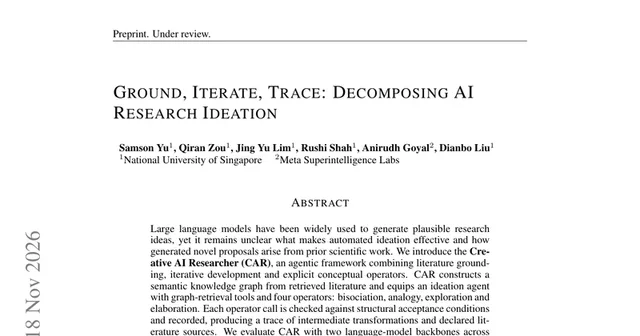 Preprint. Under review.
GROUND, ITERATE, TRACE: DECOMPOSING AI
RESEARCH IDEATION
Samson Yu¹, Qiran Zou¹, Jing Yu Lim¹, Rushi Shah¹, Anirudh Goyal², Dianbo Liu¹
¹National University of Singapore ²Meta Superintelligence Labs
ABSTRACT
Large language models have been widely used to generate plausible research
ideas, yet it remains unclear what makes automated ideation effective and how
generated novel proposals arise from prior scientific work. We introduce the Cre-
ative AI Researcher (CAR), an agentic framework combining literature ground-
ing, iterative development and explicit conceptual operators. CAR constructs a
semantic knowledge graph from retrieved literature and equips an ideation agent
with graph-retrieval tools and four operators: bisociation, analogy, exploration and
elaboration. Each operator call is checked against structural acceptance conditions
and recorded, producing a trace of intermediate transformations and declared lit-
erature sources. We evaluate CAR with two language-model backbones across
18 Nov 2026